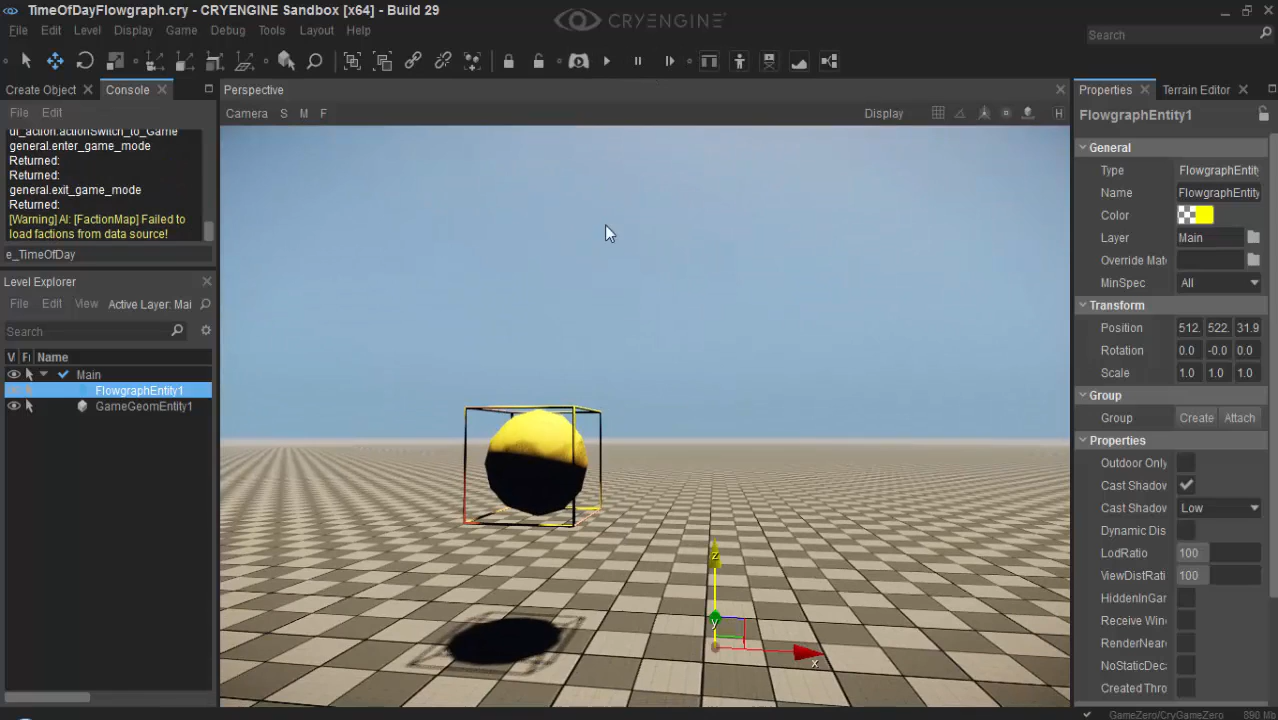 TimeOfDayFlowgraph.cry - CRYENGINE Sandbox [x64] - Build 29
CRYENGINE
File Edit Level Display Game Debug Tools Layout Help
Search
Create Object
Console
File Edit
ui_action.actionSwitch_to_Game
general.enter_game_mode
Returned:
Returned:
general.exit_game_mode
Returned:
[Warning] AI: [FactionMap] Failed to
load factions from data source!
e_TimeOfDay
Level Explorer
File Edit View Active Layer: Mai
Search
V Fi Name
Main
FlowgraphEntity1
GameGeomEntity1
Perspective
Camera S M F
Display
H
z
y
x
Properties
Terrain Editor
FlowgraphEntity1
General
Type FlowgraphEntit
Name FlowgraphEntity
Color
Layer Main
Override Mat
MinSpec All
Transform
Position 512. 522. 31.9
Rotation 0.0 -0.0 0.0
Scale 1.0 1.0 1.0
Group
Group Create Attach
Properties
Outdoor Only
Cast Shadov
Cast Shadov Low
Dynamic Dis
LodRatio 100
ViewDistRati 100
HiddenInGar
Receive Win
RenderNear
NoStaticDeca
Created Thro
GameZero/CryGameZero
890 Mb